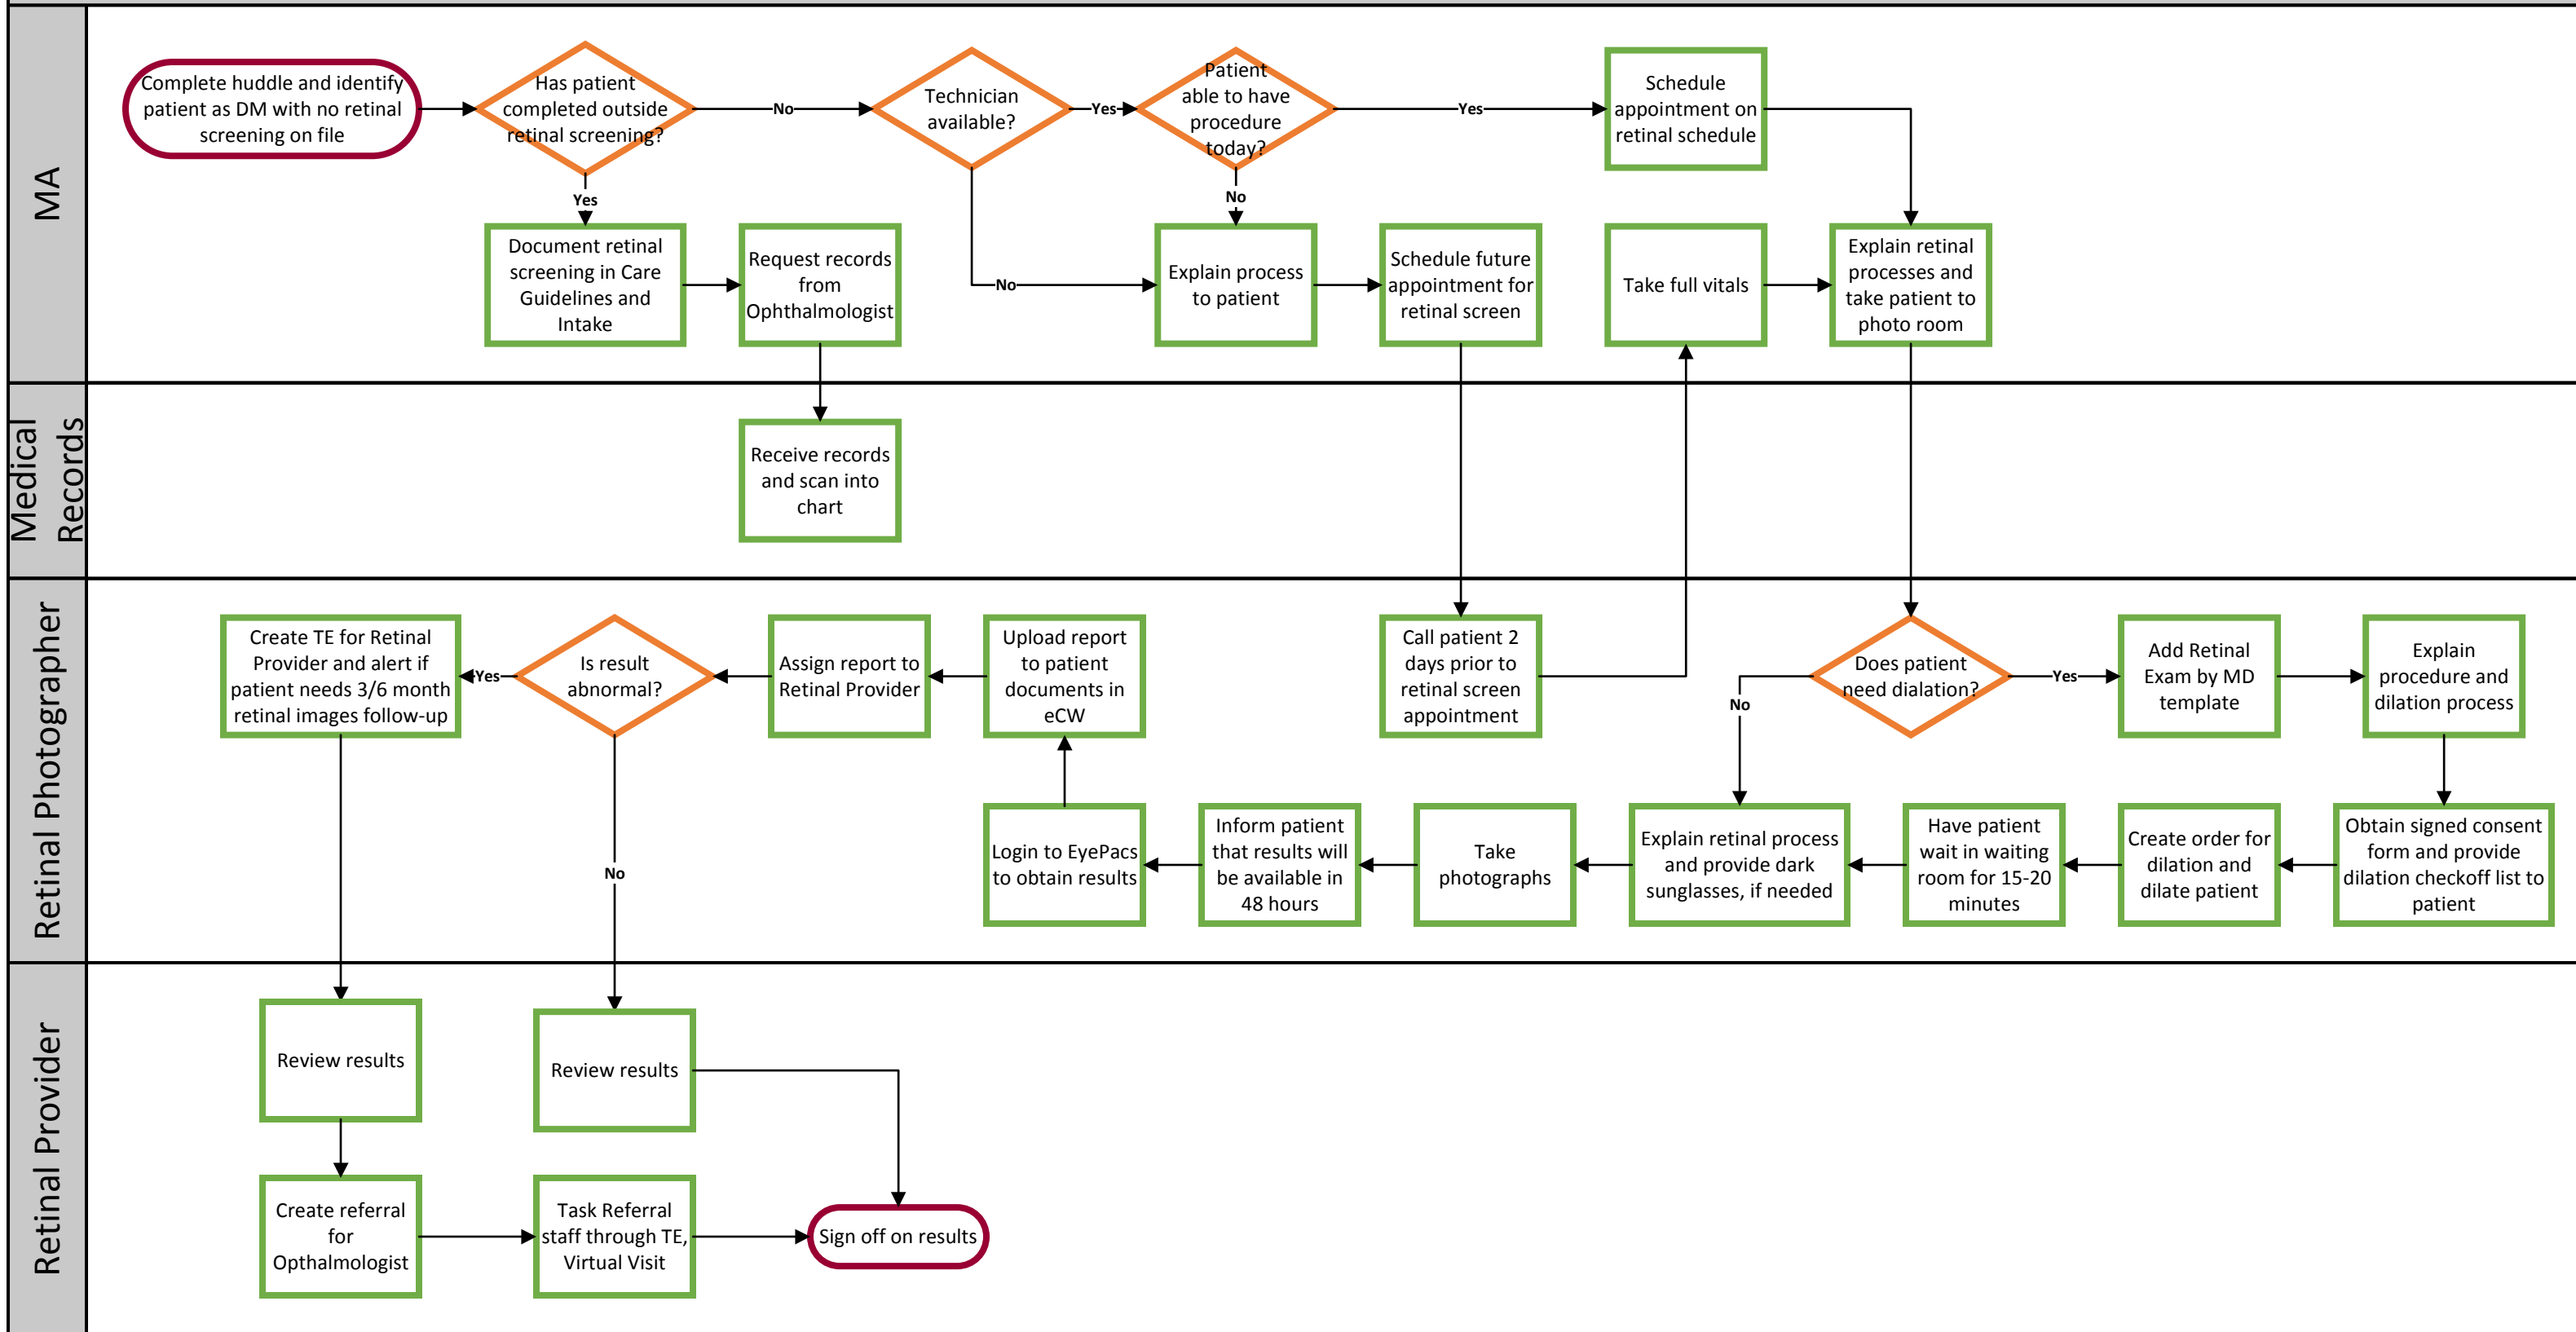 MA
Complete huddle and identify
patient as DM with no retinal
screening on file
Has patient
completed outside
retinal screening?
No
Technician
available?
Yes
Patient
able to have
procedure
today?
Yes
Schedule
appointment on
retinal schedule
Yes
No
Document retinal
screening in Care
Guidelines and
Intake
Request records
from
Ophthalmologist
No
Explain process
to patient
Schedule future
appointment for
retinal screen
Take full vitals
Explain retinal
processes and
take patient to
photo room
Medical
Records
Receive records
and scan into
chart
Retinal Photographer
Create TE for Retinal
Provider and alert if
patient needs 3/6 month
retinal images follow-up
Yes
Is result
abnormal?
Assign report to
Retinal Provider
Upload report
to patient
documents in
eCW
Call patient 2
days prior to
retinal screen
appointment
Does patient
need dialation?
Yes
Add Retinal
Exam by MD
template
Explain
procedure and
dilation process
No
No
Login to EyePacs
to obtain results
Inform patient
that results will
be available in
48 hours
Take
photographs
Explain retinal process
and provide dark
sunglasses, if needed
Have patient
wait in waiting
room for 15-20
minutes
Create order for
dilation and
dilate patient
Obtain signed consent
form and provide
dilation checkoff list to
patient
Retinal Provider
Review results
Review results
Create referral
for
Opthalmologist
Task Referral
staff through TE,
Virtual Visit
Sign off on results